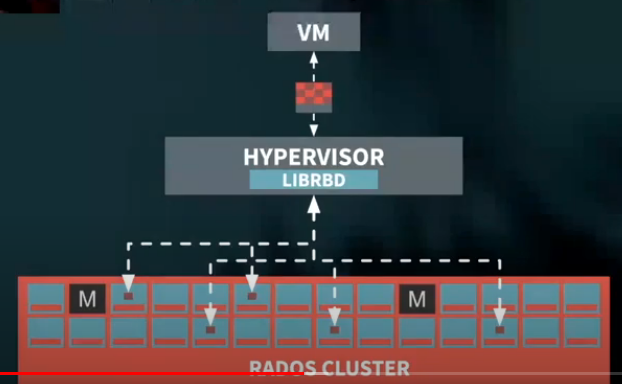 VM
HYPERVISOR
LIBRBD
M M
RADOS CLUSTER